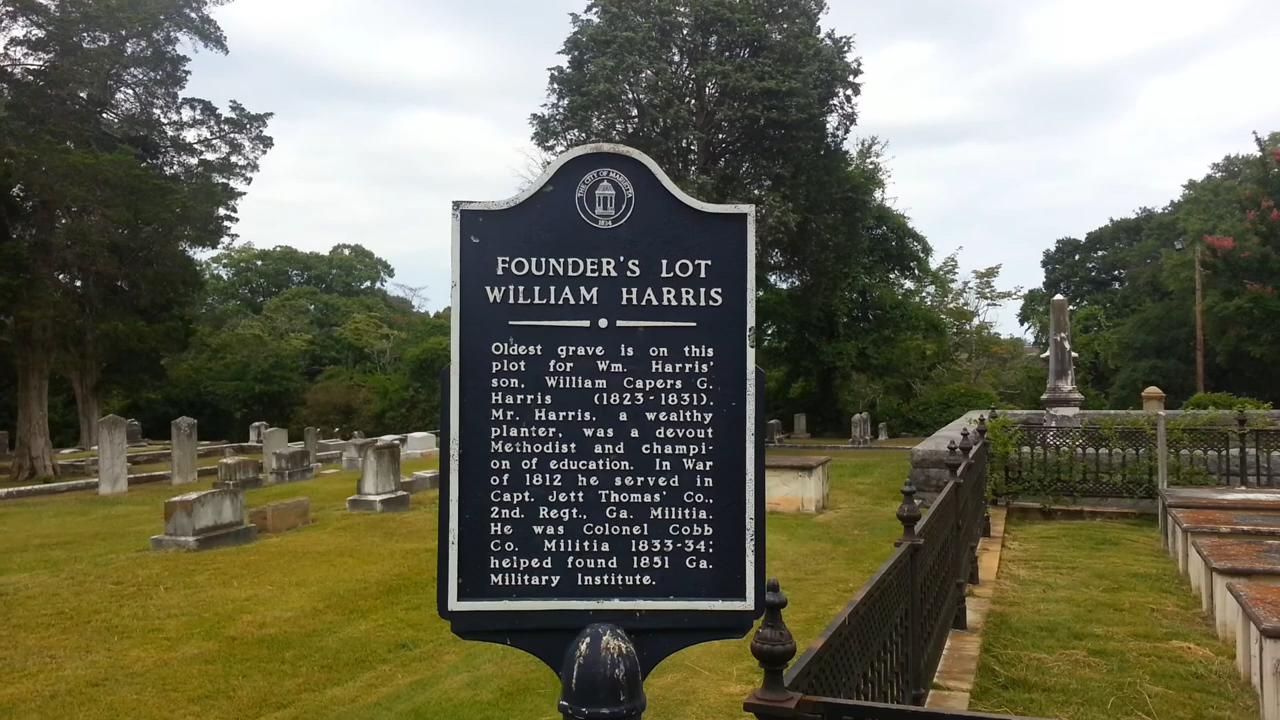 THE CITY OF MARIETTA
1834
FOUNDER'S LOT
WILLIAM HARRIS
Oldest grave is on this
plot for Wm. Harris'
son, William Capers G.
Harris (1823-1831).
Mr. Harris, a wealthy
planter, was a devout
Methodist and champi-
on of education. In War
of 1812 he served in
Capt. Jett Thomas' Co.,
2nd. Regt., Ga. Militia.
He was Colonel Cobb
Co. Militia 1833-34;
helped found 1851 Ga.
Military Institute.